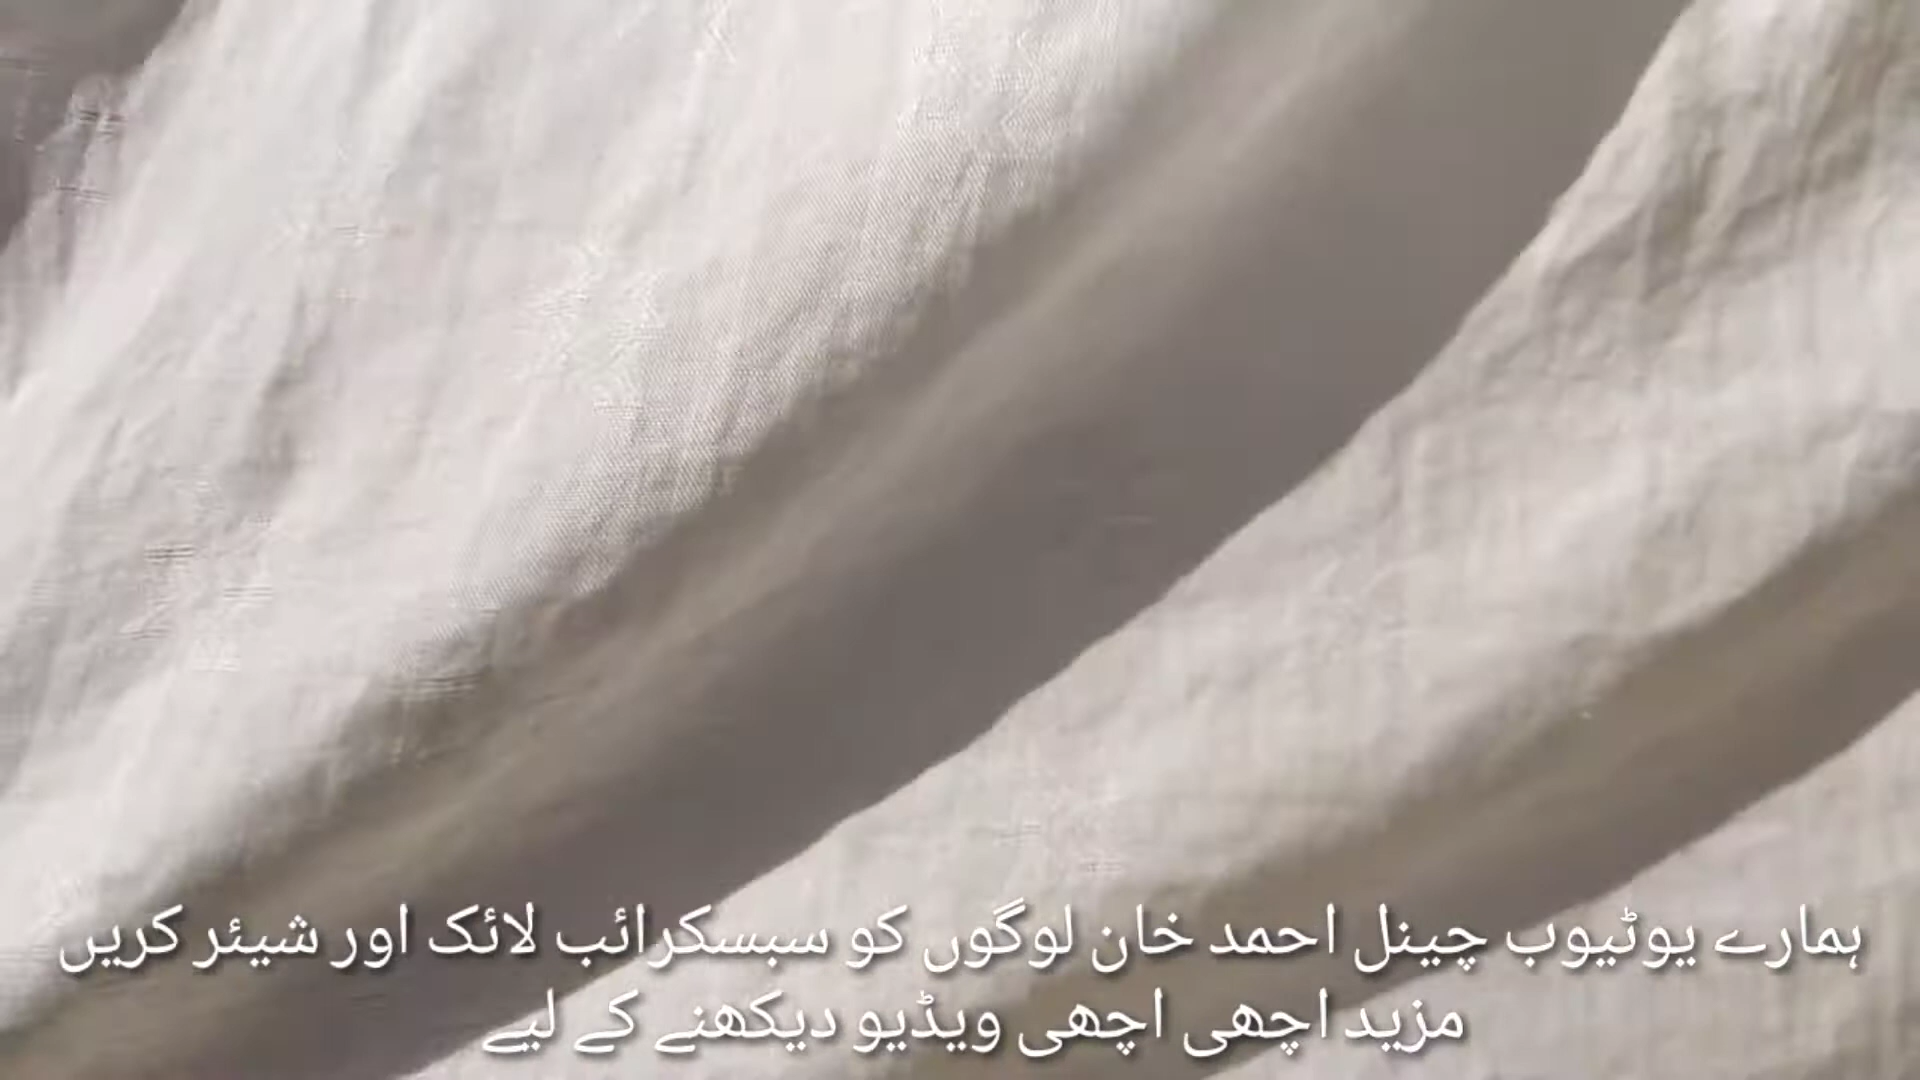 ہمارے یوٹیوب چینل احمد خان لوگوں کو سبسکرائب لائک اور شیئر کریں
مزید اچھی اچھی ویڈیو دیکھنے کے لیے